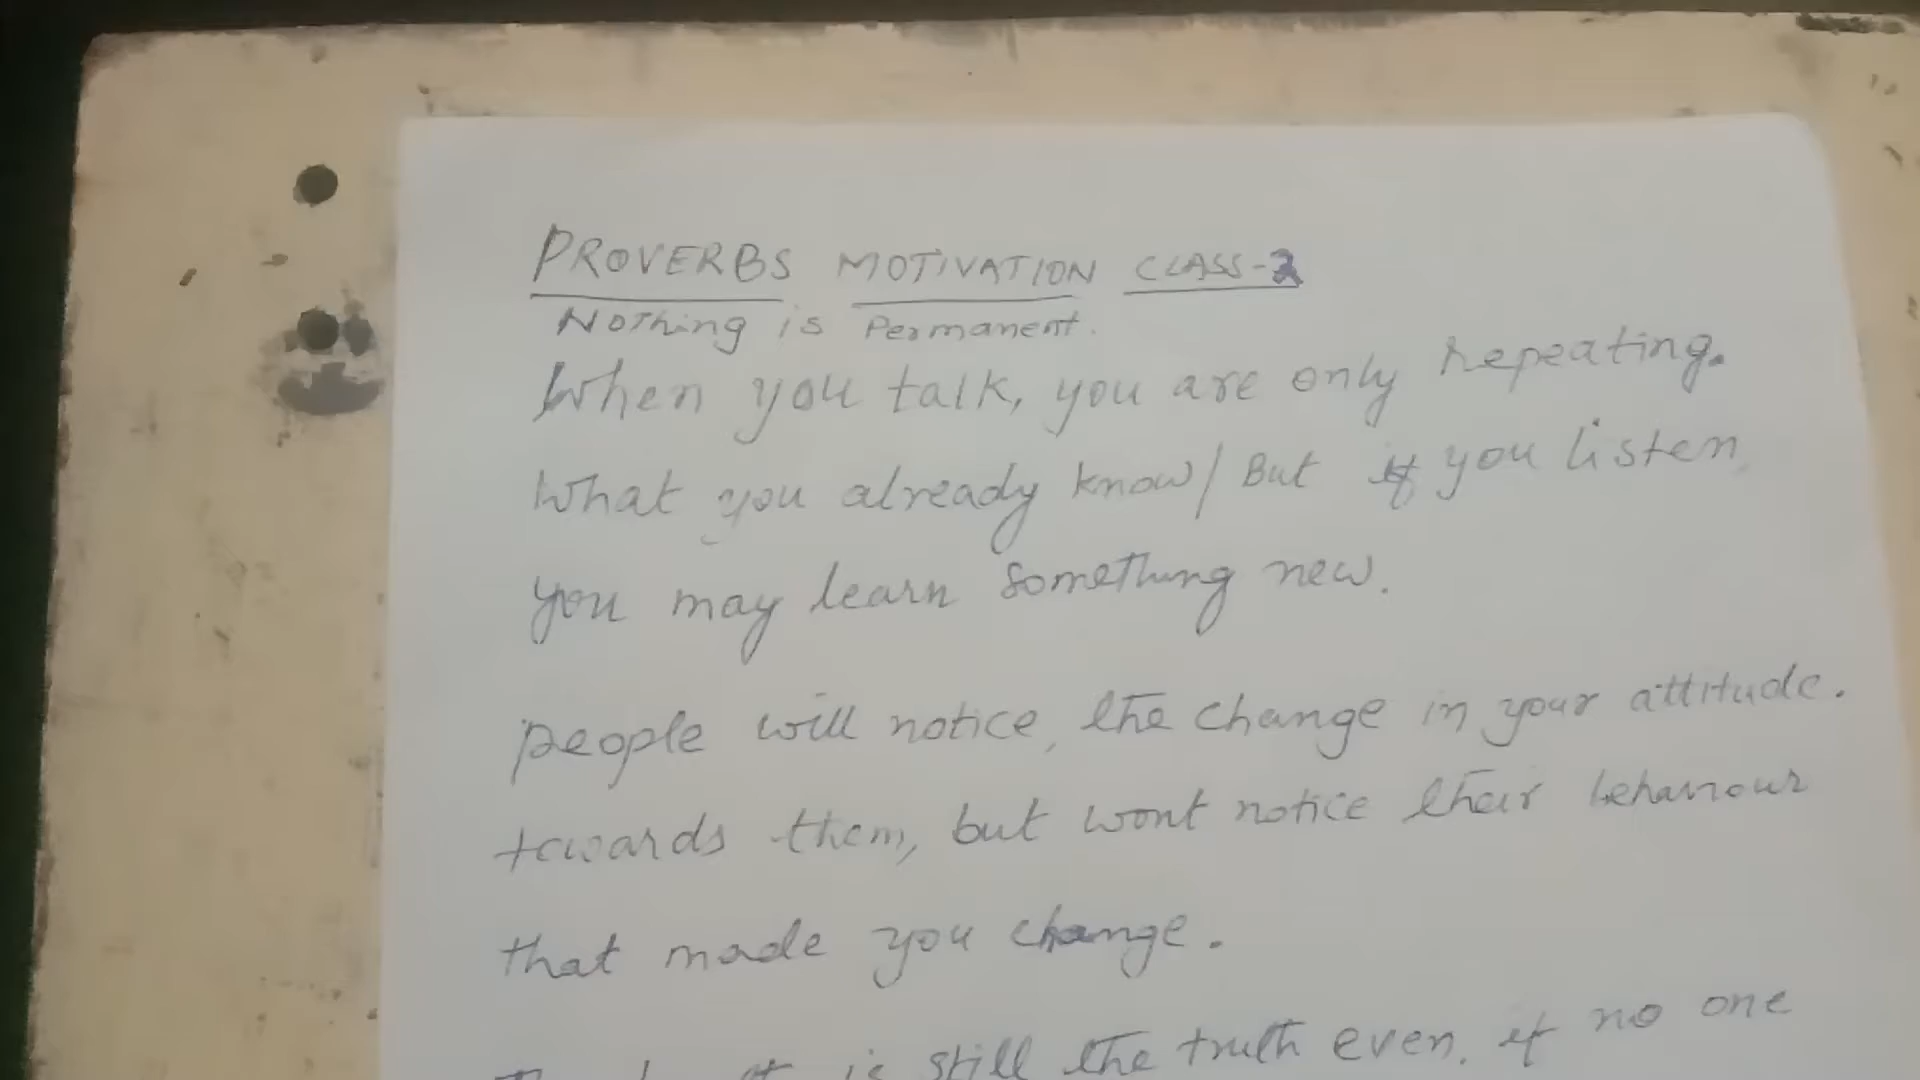 PROVERBS MOTIVATION CLASS-2
Nothing is Permanent.
When you talk, you are only repeating.
What you already know/ But if you listen,
you may learn something new.
people will notice, the change in your attitude.
towards them, but wont notice their behaviour
that made you change.
is still the truth even, if no one